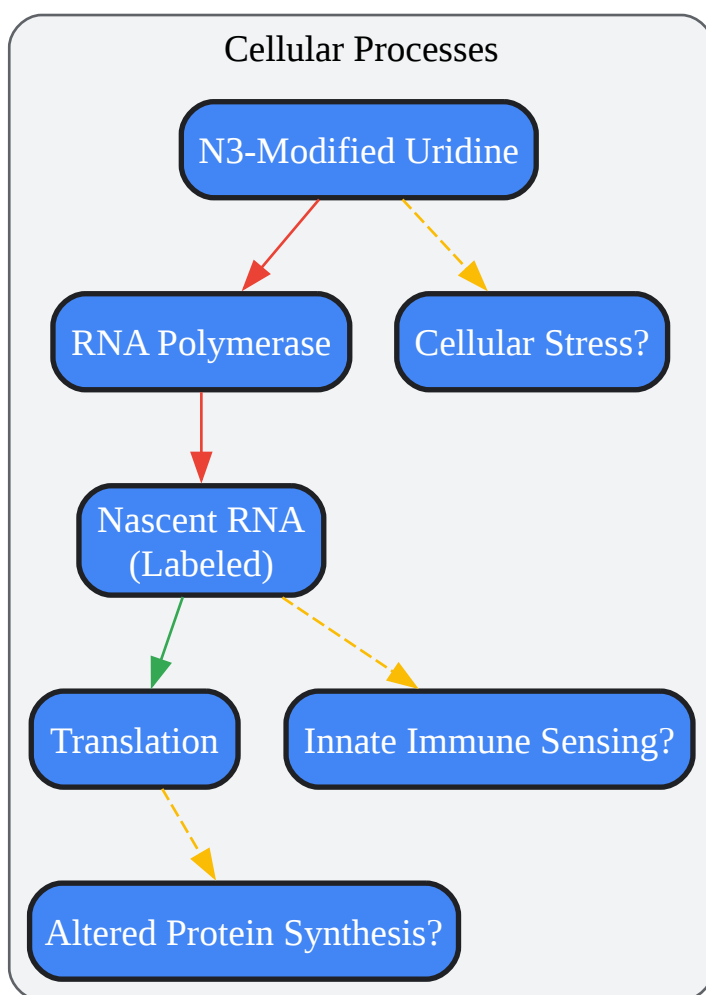 Cellular Processes
N3-Modified Uridine
RNA Polymerase
Cellular Stress?
Nascent RNA
(Labeled)
Translation
Innate Immune Sensing?
Altered Protein Synthesis?